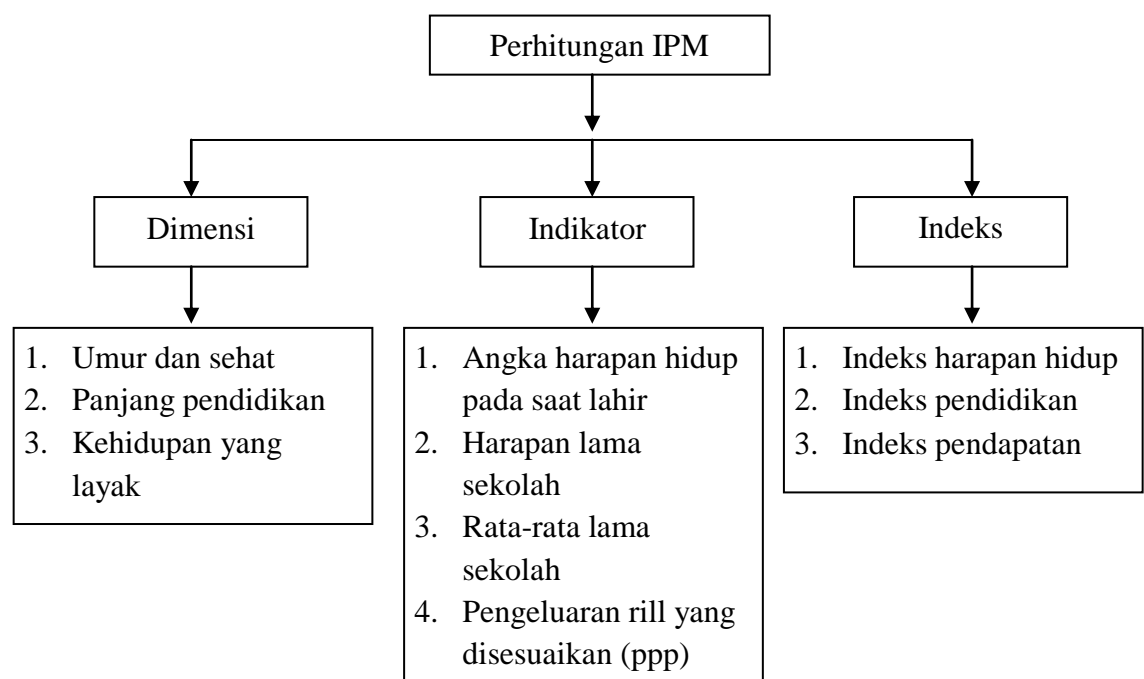 Perhitungan IPM
Dimensi
Indikator
Indeks
1. Umur dan sehat
2. Panjang pendidikan
3. Kehidupan yang
layak
1. Angka harapan hidup
pada saat lahir
2. Harapan lama
sekolah
3. Rata-rata lama
sekolah
4. Pengeluaran rill yang
disesuaikan (ppp)
1. Indeks harapan hidup
2. Indeks pendidikan
3. Indeks pendapatan